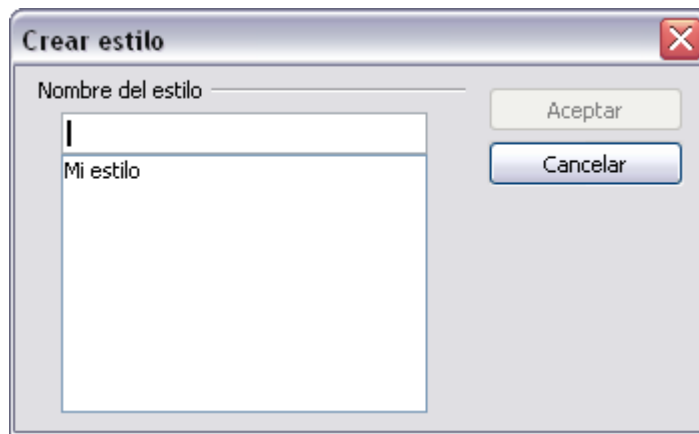 Crear estilo
Nombre del estilo
Aceptar
Mi estilo
Cancelar